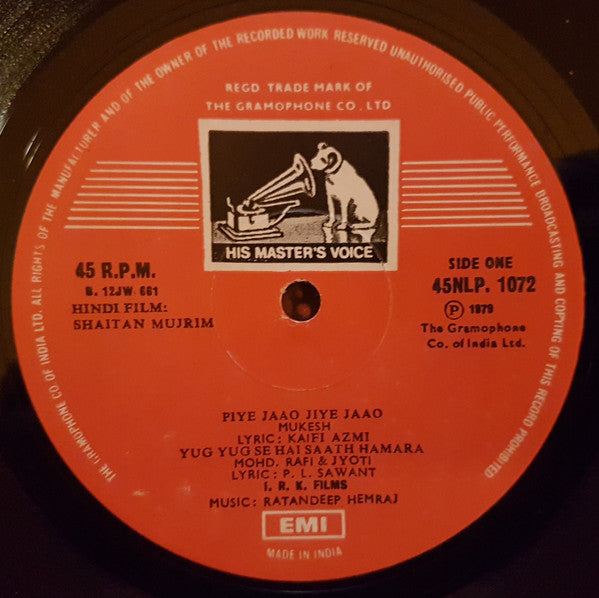 THE GRAMOPHONE CO OF INDIA LTD. ALL RIGHTS OF THE MANUFACTURER AND OF THE OWNER OF THE RECORDED WORK RESERVED UNAUTHORISED PUBLIC PERFORMANCE BROADCASTING AND COPYING OF THIS RECORD PROHIBITED
REGD TRADE MARK OF
THE GRAMOPHONE CO. LTD
HIS MASTER'S VOICE
45 R.P.M.
B. 12JW 661
HINDI FILM:
SHAITAN MUJRIM
SIDE ONE
45NLP. 1072
Ⓟ 1979
The Gramophone
Co. of India Ltd.
PIYE JAAO JIYE JAAO
MUKESH
LYRIC: KAIFI AZMI
YUG YUG SE HAI SAATH HAMARA
MOHD. RAFI & JYOTI
LYRIC: P. L. SAWANT
I. R. K. FILMS
MUSIC: RATANDEEP HEMRAJ
EMI
MADE IN INDIA